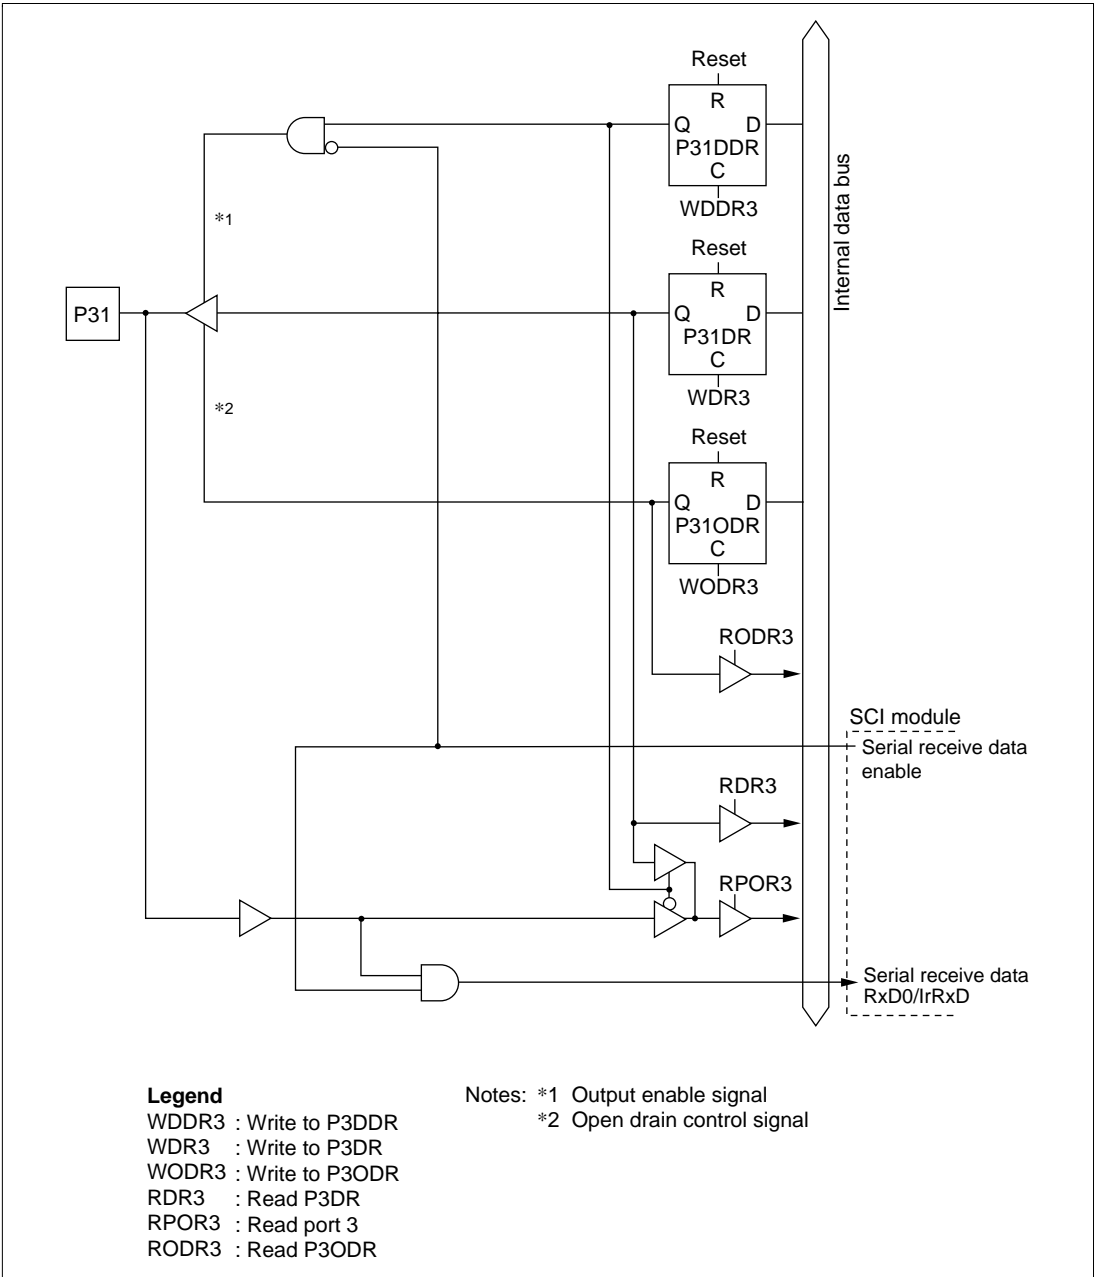 Reset
R
Q D
P31DDR
C
WDDR3
Internal data bus
*1
Reset
R
P31
Q D
P31DR
C
WDR3
*2
Reset
R
Q D
P31ODR
C
WODR3
RODR3
SCI module
Serial receive data
enable
RDR3
RPOR3
Serial receive data
RxD0/IrRxD
Legend
WDDR3 : Write to P3DDR
WDR3 : Write to P3DR
WODR3 : Write to P3ODR
RDR3 : Read P3DR
RPOR3 : Read port 3
RODR3 : Read P3ODR
Notes: *1 Output enable signal
*2 Open drain control signal